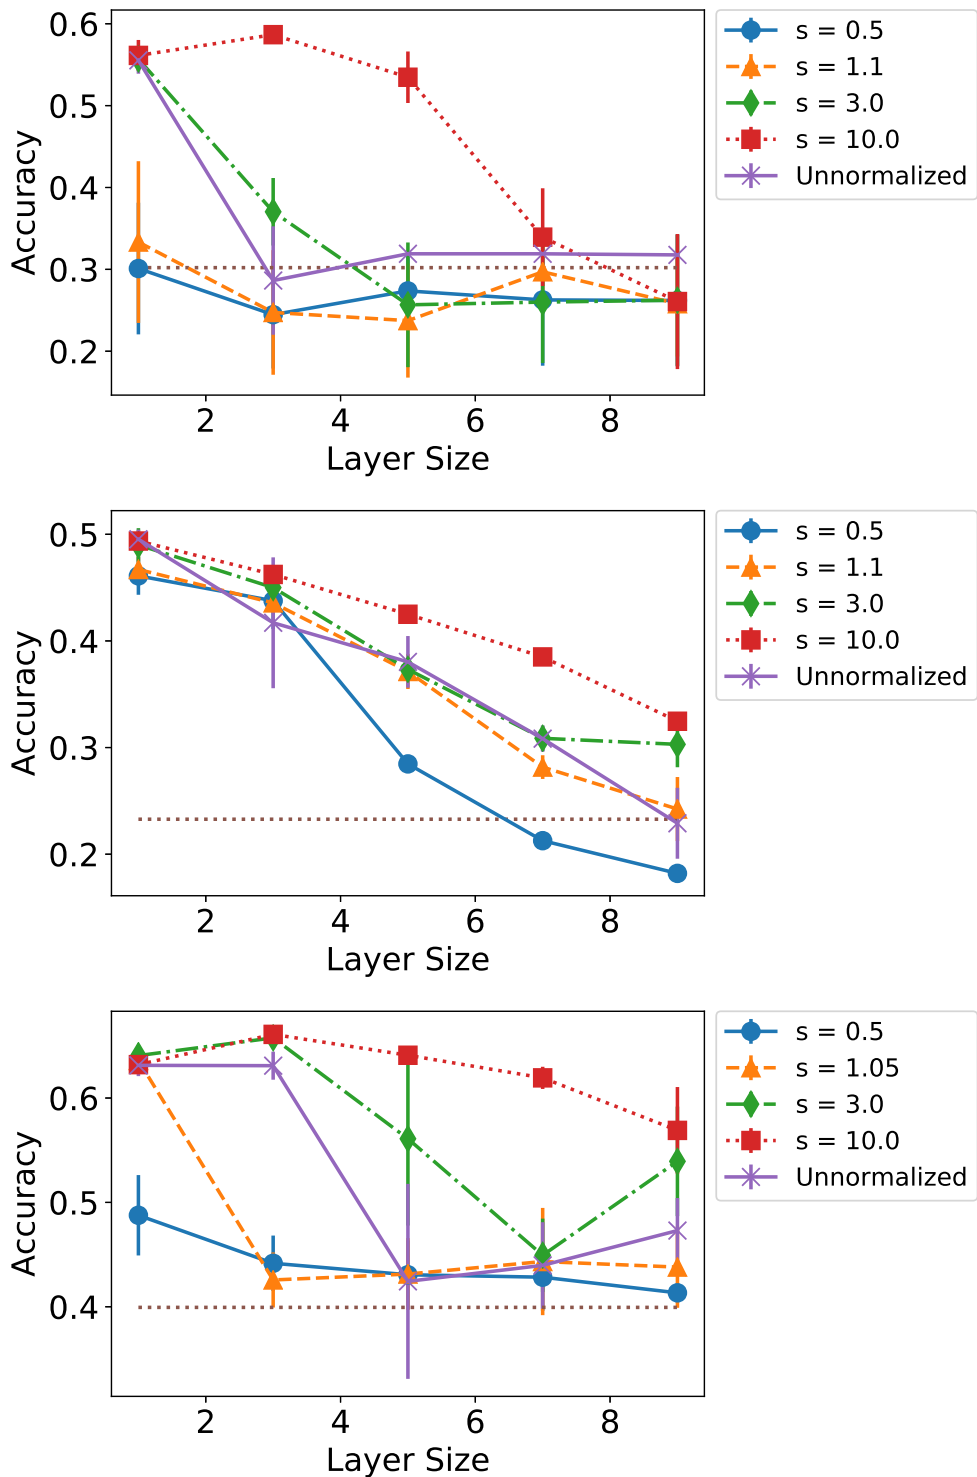 0.6
0.5
0.4
0.3
0.2
Accuracy
2 4 6 8
Layer Size
s = 0.5
s = 1.1
s = 3.0
s = 10.0
Unnormalized
0.5
0.4
0.3
0.2
Accuracy
2 4 6 8
Layer Size
s = 0.5
s = 1.1
s = 3.0
s = 10.0
Unnormalized
0.6
0.5
0.4
Accuracy
2 4 6 8
Layer Size
s = 0.5
s = 1.05
s = 3.0
s = 10.0
Unnormalized